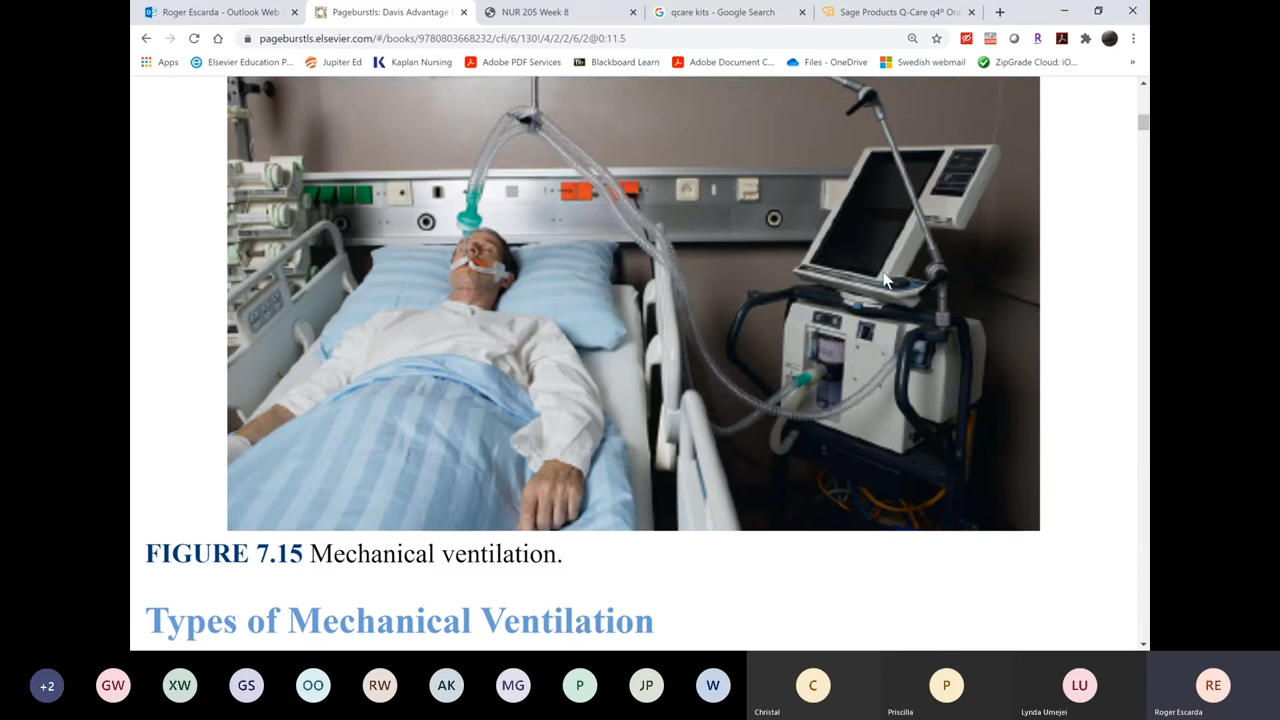 Roger Escarda - Outlook Web
Pageburstls: Davis Advantage
NUR 205 Week 8
qcare kits - Google Search
Sage Products Q-Care q4º Ora
pageburstls.elsevier.com/#/books/9780803668232/cfi/6/130!/4/2/2/6/2@0:11.5
Apps
Elsevier Education P...
Jupiter Ed
Kaplan Nursing
Adobe PDF Services
Bb
Blackboard Learn
Adobe Document C...
Files - OneDrive
Swedish webmail
ZipGrade Cloud: iO...
FIGURE 7.15 Mechanical ventilation.
Types of Mechanical Ventilation
+2 GW XW GS OO RW AK MG P JP W C P LU RE
Christal Priscilla Lynda Umejei Roger Escarda